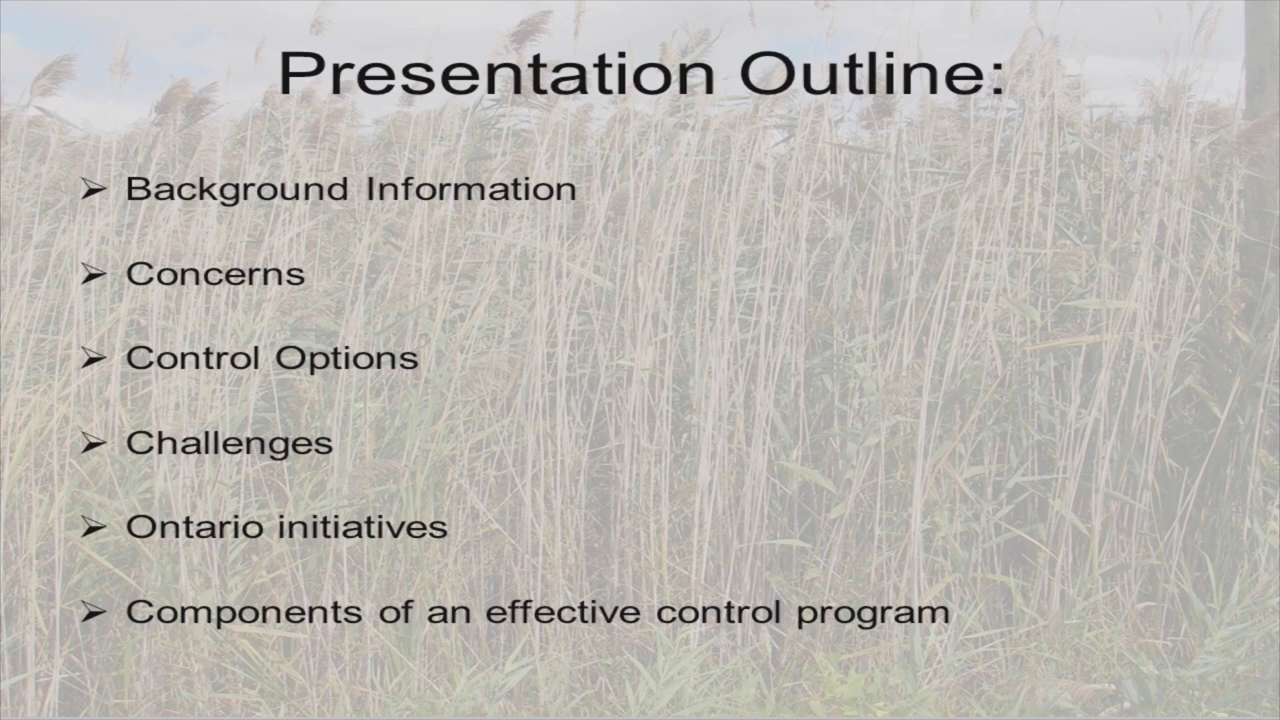 Presentation Outline:
➢ Background Information
➢ Concerns
➢ Control Options
➢ Challenges
➢ Ontario initiatives
➢ Components of an effective control program